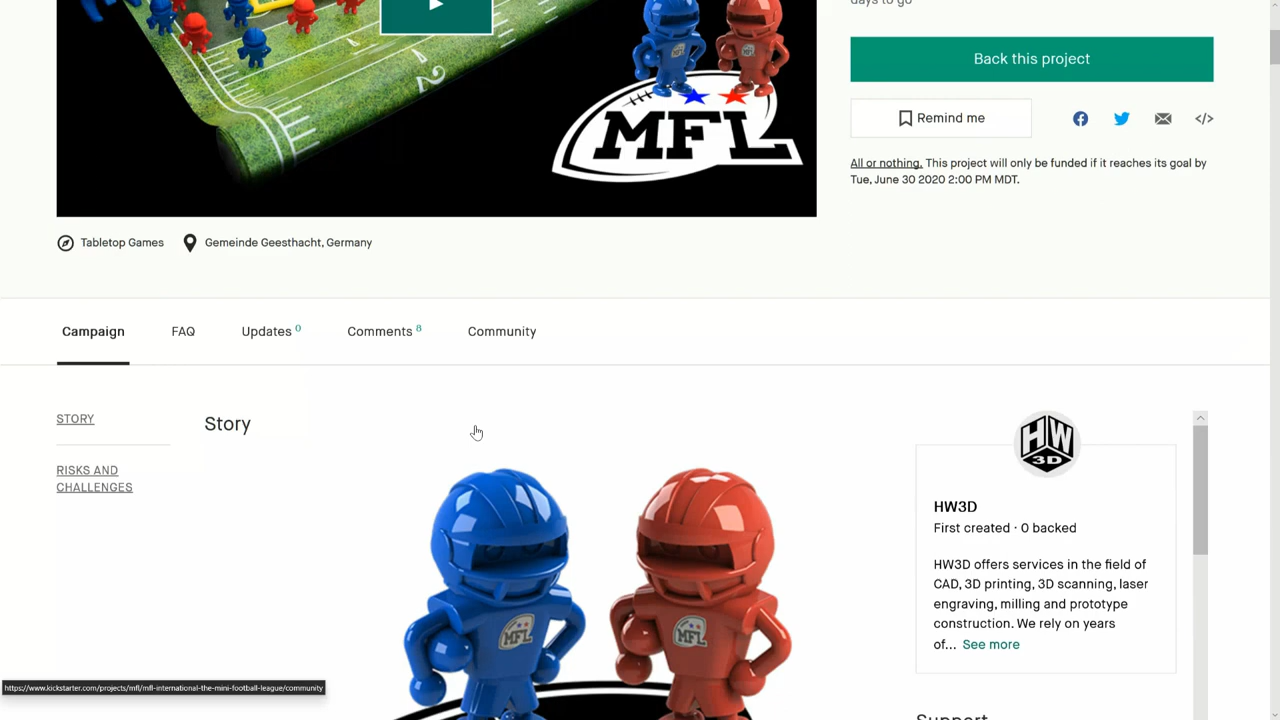 days to go
Back this project
Remind me
</>
All or nothing. This project will only be funded if it reaches its goal by
Tue, June 30 2020 2:00 PM MDT.
2
MFL
Tabletop Games
Gemeinde Geesthacht, Germany
Campaign
FAQ
Updates 0
Comments 8
Community
STORY
RISKS AND
CHALLENGES
Story
MFL
MFL
HW
3D
HW3D
First created · 0 backed
HW3D offers services in the field of
CAD, 3D printing, 3D scanning, laser
engraving, milling and prototype
construction. We rely on years
of... See more
Support
https://www.kickstarter.com/projects/mfl/mfl-international-the-mini-football-league/community